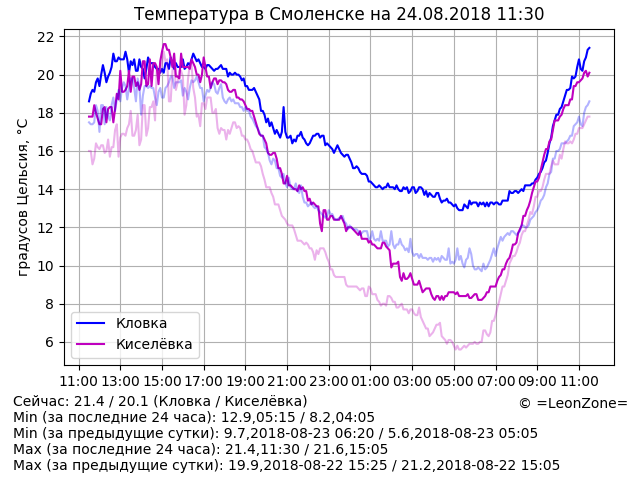 Температура в Смоленске на 24.08.2018 11:30
градусов Цельсия, °C
22
20
18
16
14
12
10
8
6
Кловка
Киселёвка
11:00 13:00 15:00 17:00 19:00 21:00 23:00 01:00 03:00 05:00 07:00 09:00 11:00
Сейчас: 21.4 / 20.1 (Кловка / Киселёвка)
© =LeonZone=
Min (за последние 24 часа): 12.9,05:15 / 8.2,04:05
Min (за предыдущие сутки): 9.7,2018-08-23 06:20 / 5.6,2018-08-23 05:05
Max (за последние 24 часа): 21.4,11:30 / 21.6,15:05
Max (за предыдущие сутки): 19.9,2018-08-22 15:25 / 21.2,2018-08-22 15:05